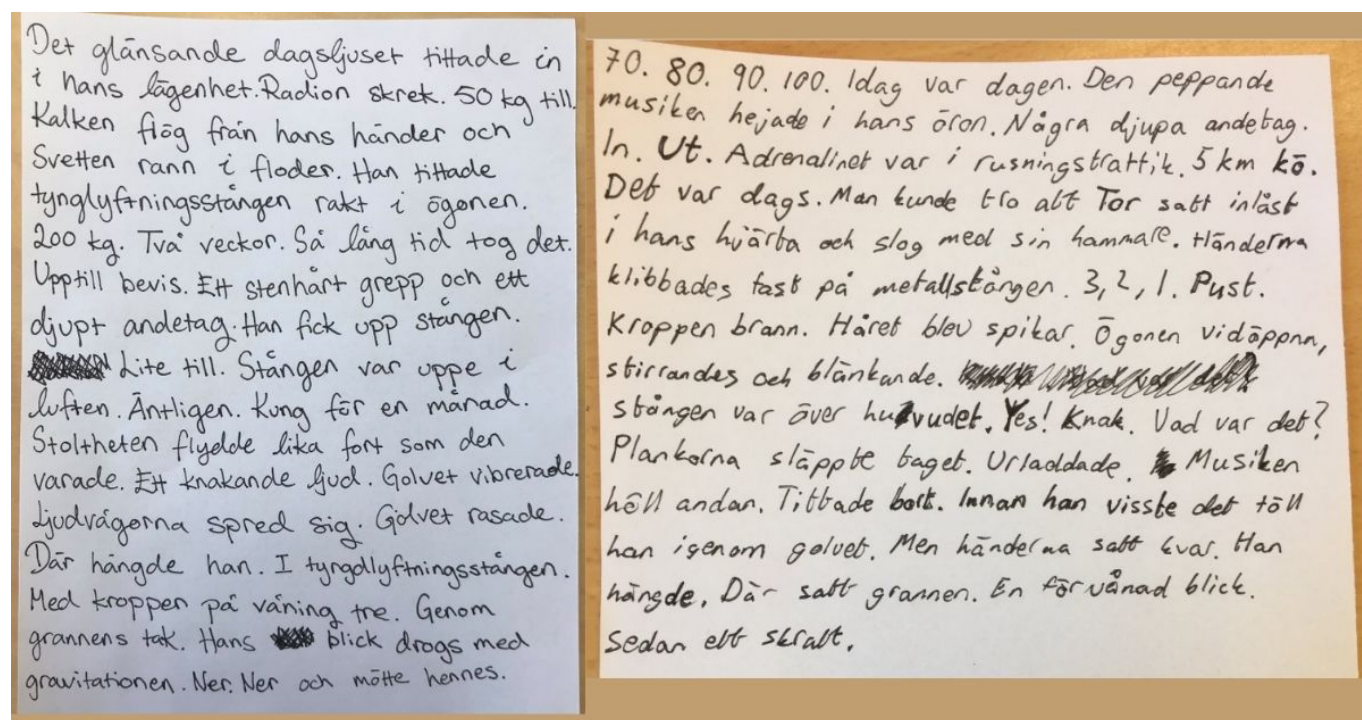 Det glänsande dagsljuset tittade in
i hans lägenhet. Radion skrek. 50 kg till.
Kalken flög från hans händer och
Svetten rann i floder. Han tittade
tynglyftningsstången rakt i ögonen.
200 kg. Två veckor. Så lång tid tog det.
Upptill bevis. Ett stenhårt grepp och ett
djupt andetag. Han fick upp stången.
Lite till. Stången var uppe i
luften. Äntligen. Kung för en månad.
Stoltheten flydde lika fort som den
varade. Ett knakande ljud. Golvet vibrerade.
Ljudvågorna spred sig. Golvet rasade.
Där hängde han. I tyngdlyftningsstången.
Med kroppen på våning tre. Genom
grannens tak. Hans blick drogs med
gravitationen. Ner. Ner och mötte hennes.
70. 80. 90. 100. Idag var dagen. Den peppande
musiken hejade i hans öron. Några djupa andetag.
In. Ut. Adrenalinet var i rusningstraffik. 5 km kö.
Det var dags. Man kunde tro att Tor satt inlåst
i hans hjärta och slog med sin hammare. Händerna
klibbades fast på metallstången. 3, 2, 1. Pust.
Kroppen brann. Håret blev spikar. Ögonen vidöppna,
stirrandes och blänkande.
stången var över huvudet. Yes! Knak. Vad var det?
Plankorna släppte taget. Urladdade. Musiken
höll andan. Tittade bort. Innan han visste det föll
han igenom golvet. Men händerna satt kvar. Han
hängde. Där satt grannen. En förvånad blick.
Sedan ett skratt.